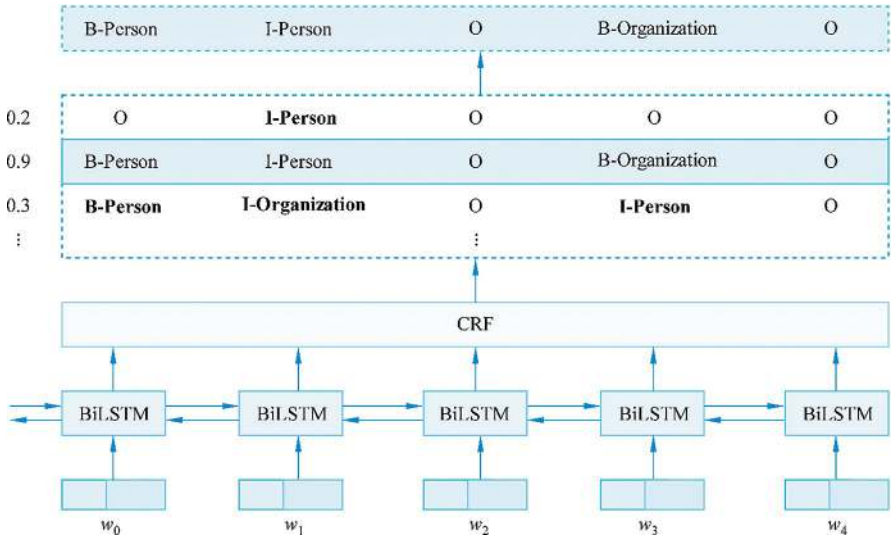 B-Person I-Person O B-Organization O
0.2 O I-Person O O O
0.9 B-Person I-Person O B-Organization O
0.3 B-Person I-Organization O I-Person O
⋮ ⋮
CRF
BiLSTM BiLSTM BiLSTM BiLSTM BiLSTM
w0 w1 w2 w3 w4